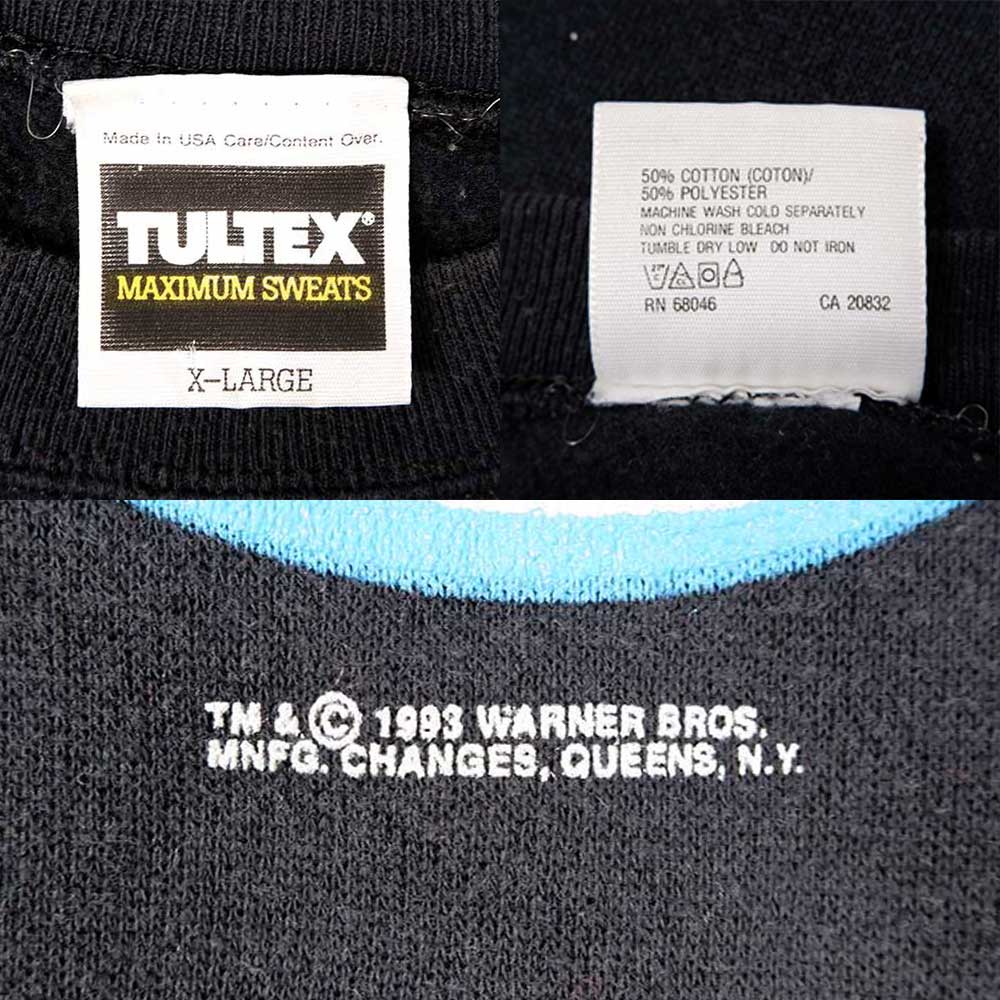 Made In USA Care/Content Over.
TULTEX®
MAXIMUM SWEATS
X-LARGE
50% COTTON (COTON)/
50% POLYESTER
MACHINE WASH COLD SEPARATELY
NON CHLORINE BLEACH
TUMBLE DRY LOW DO NOT IRON
RN 68046 CA 20832
TM & © 1993 WARNER BROS.
MNFG. CHANGES, QUEENS, N.Y.